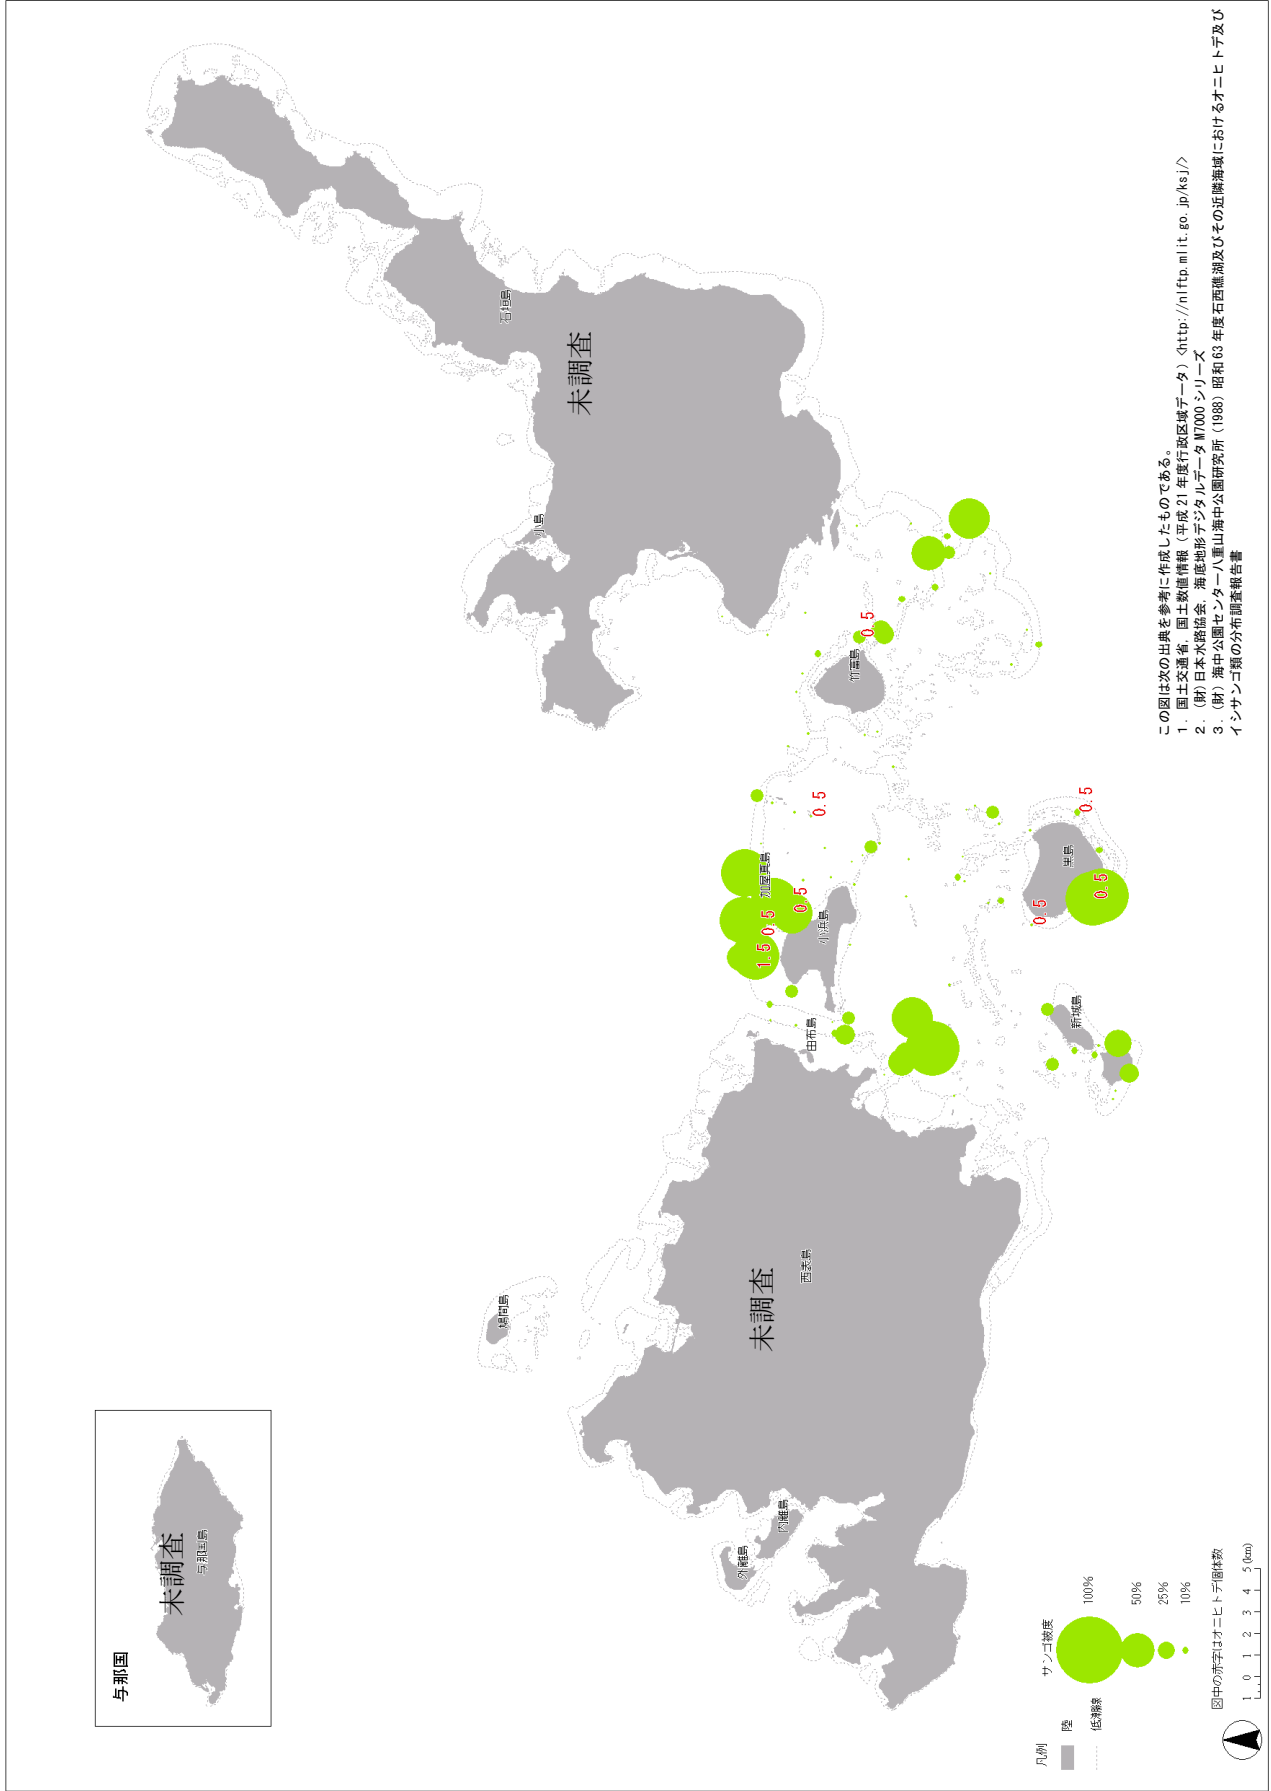 与那国
未調査
与那国島
石垣島
未調査
小島
竹富島
0.5
0.5
加屋真島
0.5
0.5
1.5
小浜島
由布島
黒島
0.5
0.5
0.5
新城島
鳩間島
未調査
西表島
外離島
内離島
凡例
陸
低潮線
サンゴ被度
100%
50%
25%
10%
図中の赤字はオニヒトデ個体数
1 0 1 2 3 4 5(km)
この図は次の出典を参考に作成したものである。
1. 国土交通省, 国土数値情報(平成21年度行政区域データ)<http://nlftp.mlit.go.jp/ksj/>
2. (財)日本水路協会, 海底地形デジタルデータM7000シリーズ
3. (財)海中公園センター八重山海中公園研究所(1988)昭和63年度石西礁湖及びその近隣海域におけるオニヒトデ及び
イシサンゴ類の分布調査報告書